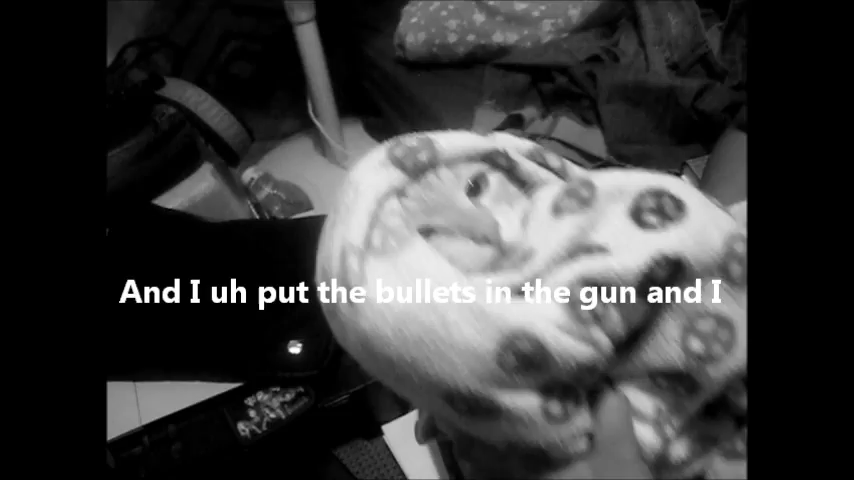 And I uh put the bullets in the gun and I